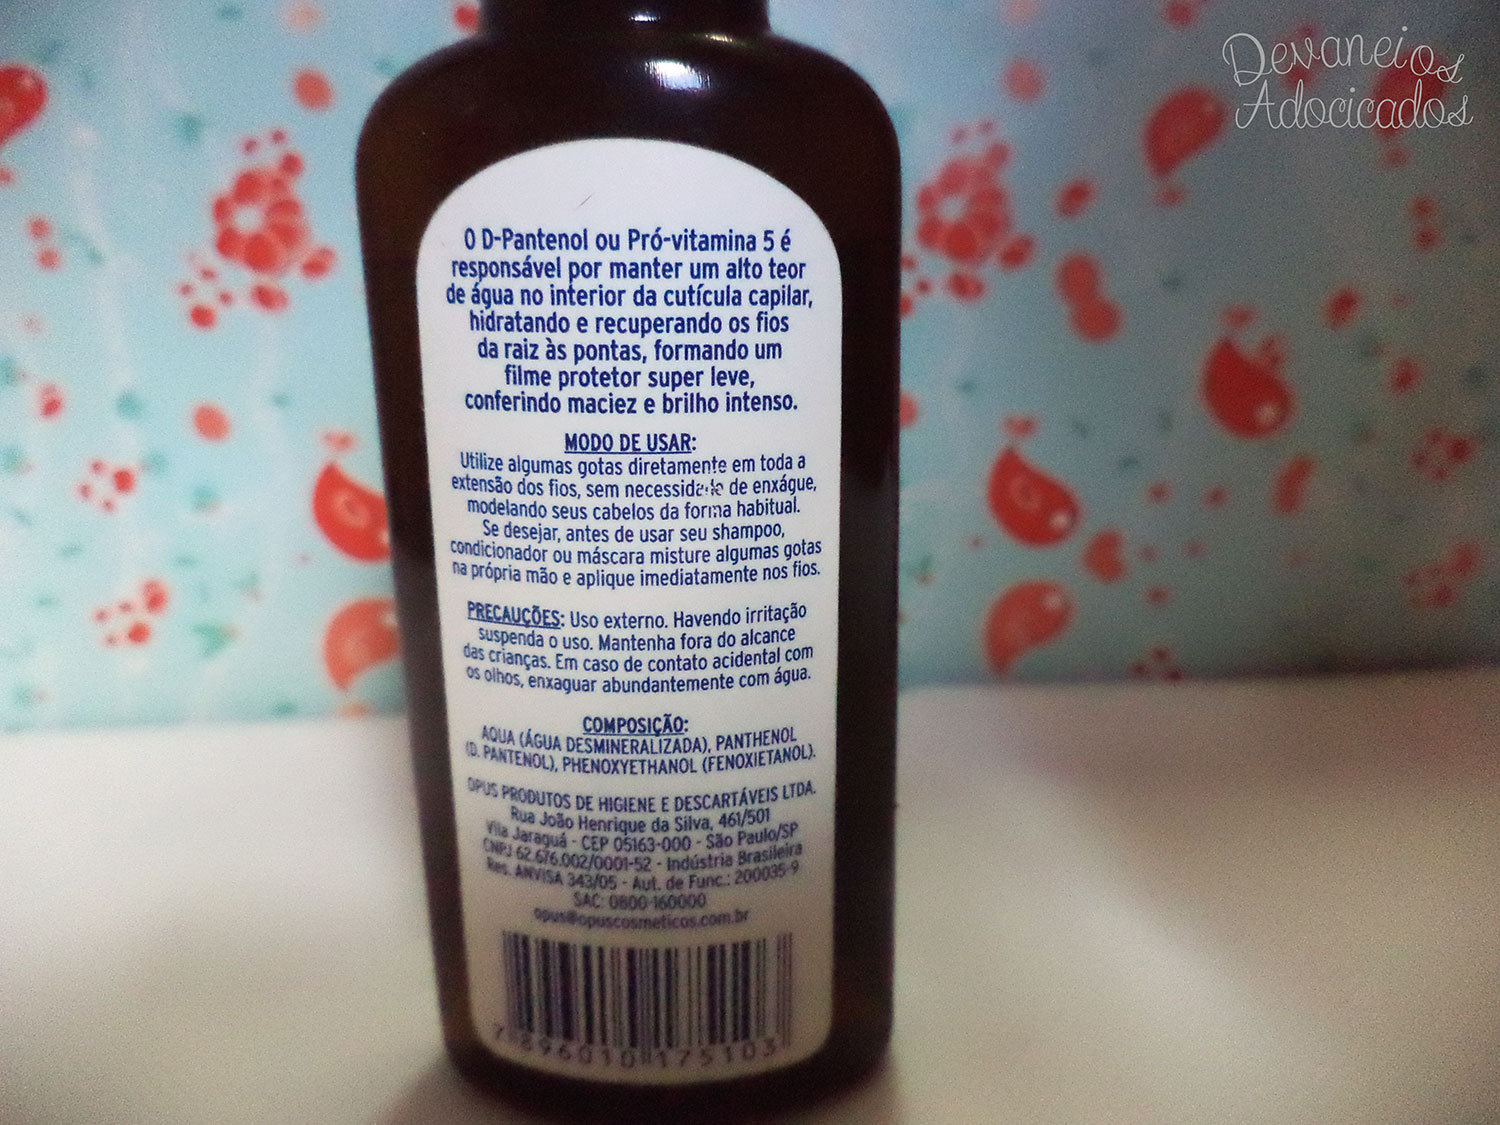 Devaneios
Adocicados
O D-Pantenol ou Pró-vitamina 5 é
responsável por manter um alto teor
de água no interior da cutícula capilar,
hidratando e recuperando os fios
da raiz às pontas, formando um
filme protetor super leve,
conferindo maciez e brilho intenso.
MODO DE USAR:
Utilize algumas gotas diretamente em toda a
extensão dos fios, sem necessidade de enxágue,
modelando seus cabelos da forma habitual.
Se desejar, antes de usar seu shampoo,
condicionador ou máscara misture algumas gotas
na própria mão e aplique imediatamente nos fios.
PRECAUÇÕES: Uso externo. Havendo irritação
suspenda o uso. Mantenha fora do alcance
das crianças. Em caso de contato acidental com
os olhos, enxaguar abundantemente com água.
COMPOSIÇÃO:
AQUA (ÁGUA DESMINERALIZADA), PANTHENOL
(D. PANTENOL), PHENOXYETHANOL (FENOXIETANOL).
OPUS PRODUTOS DE HIGIENE E DESCARTÁVEIS LTDA.
Rua João Henrique da Silva, 461/501
Vila Jaraguá - CEP 05163-000 - São Paulo/SP
CNPJ 62.676.002/0001-52 - Indústria Brasileira
Res. ANVISA 343/05 - Aut. de Func.: 200035-9
SAC: 0800-160000
opus@opuscosmeticos.com.br
7 896010 175103